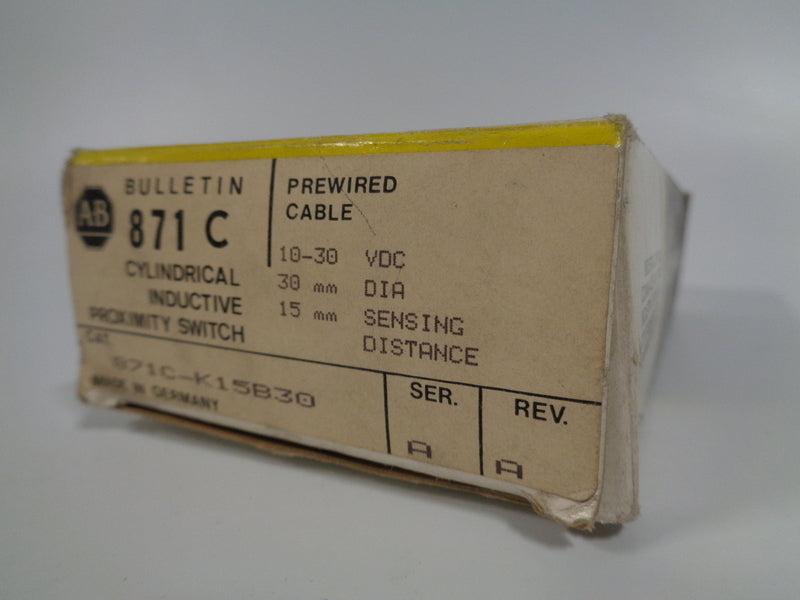 AB
BULLETIN
871 C
CYLINDRICAL
INDUCTIVE
PROXIMITY SWITCH
PREWIRED
CABLE
10-30 VDC
30 mm DIA
15 mm SENSING
DISTANCE
CAT.
871C-K15B30
MADE IN GERMANY
SER.
A
REV.
A